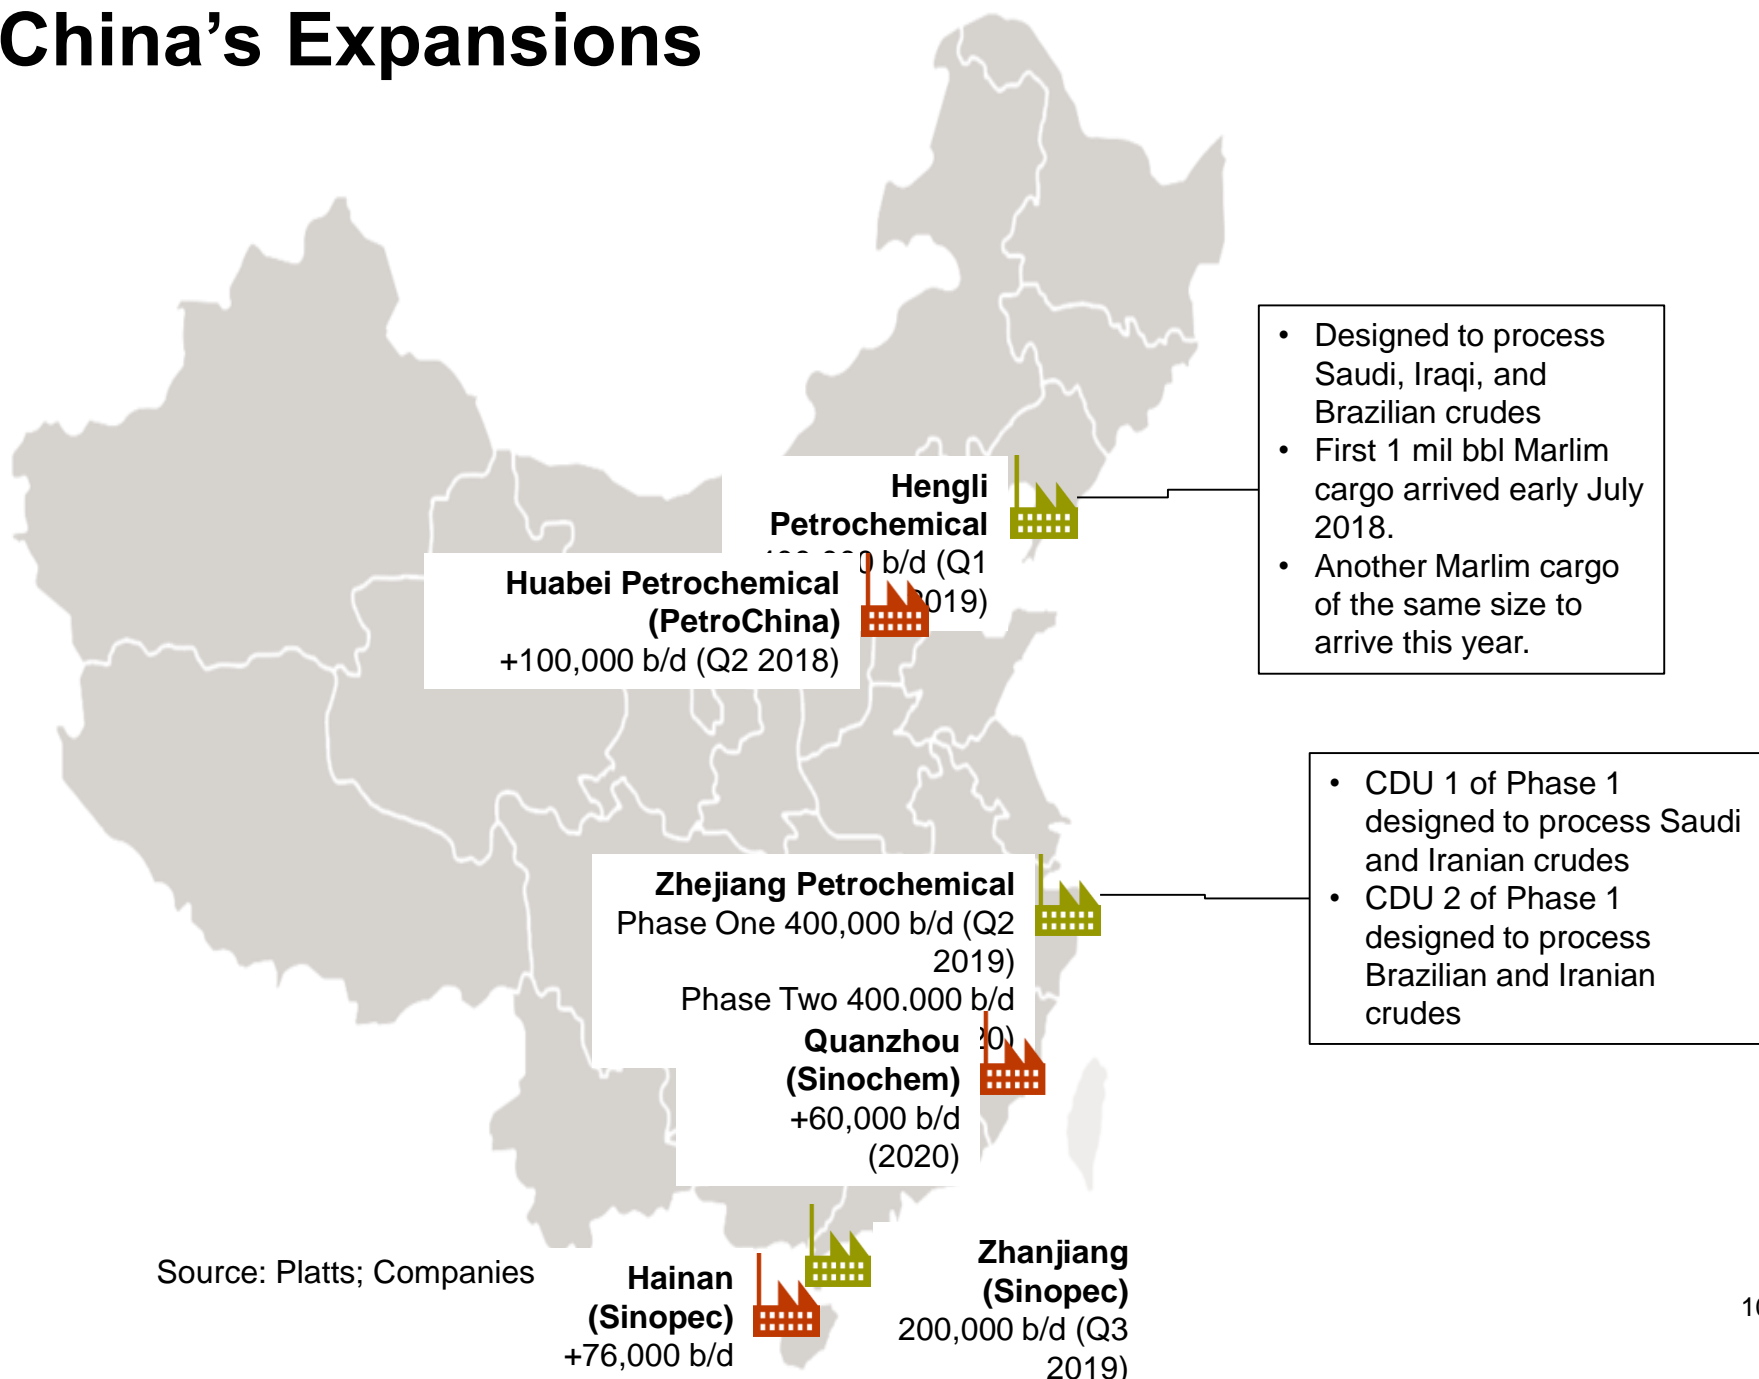 China’s Expansions
Hengli
Petrochemical
b/d (Q1
2019)
• Designed to process
Saudi, Iraqi, and
Brazilian crudes
• First 1 mil bbl Marlim
cargo arrived early July
2018.
• Another Marlim cargo
of the same size to
arrive this year.
Huabei Petrochemical
(PetroChina)
+100,000 b/d (Q2 2018)
• CDU 1 of Phase 1
designed to process Saudi
and Iranian crudes
• CDU 2 of Phase 1
designed to process
Brazilian and Iranian
crudes
Zhejiang Petrochemical
Phase One 400,000 b/d (Q2
2019)
Phase Two 400,000 b/d
Quanzhou
(Sinochem)
+60,000 b/d
(2020)
Source: Platts; Companies
Hainan
(Sinopec)
+76,000 b/d
Zhanjiang
(Sinopec)
200,000 b/d (Q3
2019)